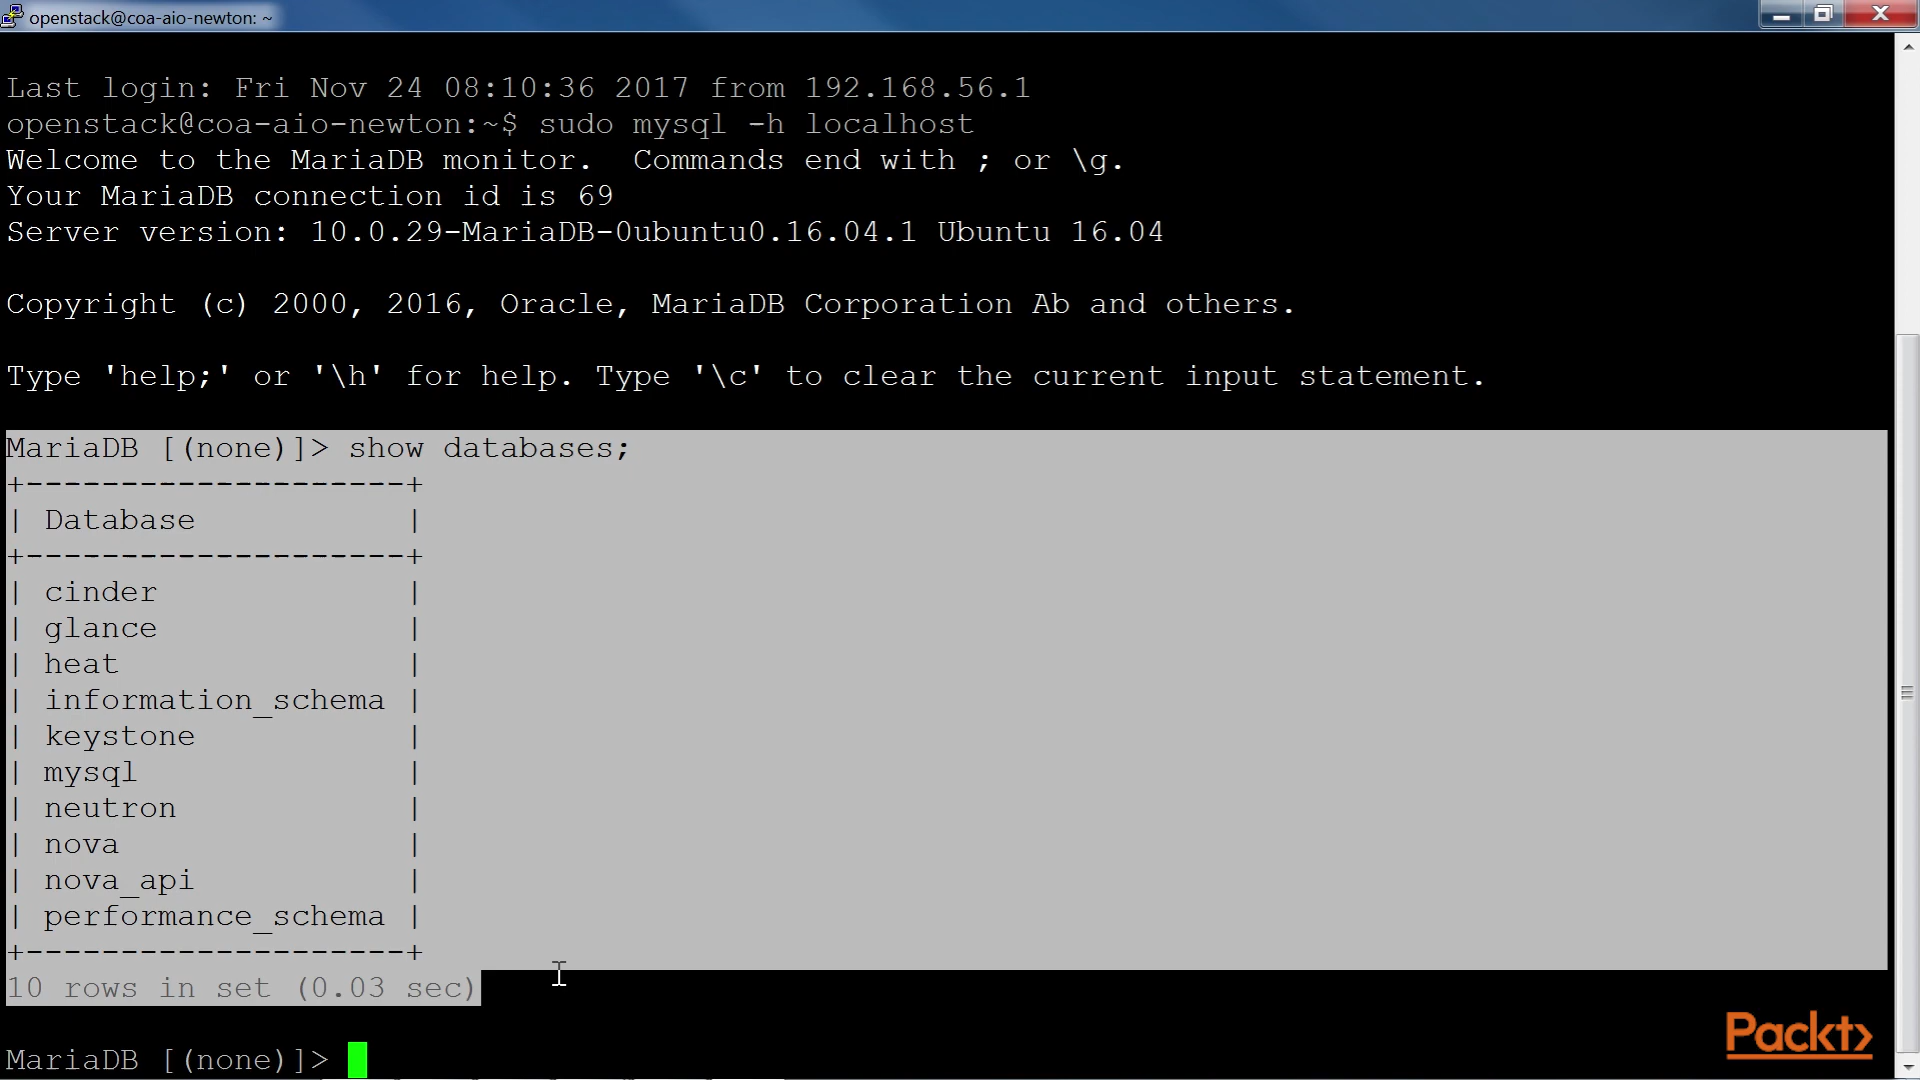 openstack@coa-aio-newton: ~
Last login: Fri Nov 24 08:10:36 2017 from 192.168.56.1
openstack@coa-aio-newton:~$ sudo mysql -h localhost
Welcome to the MariaDB monitor.  Commands end with ; or \g.
Your MariaDB connection id is 69
Server version: 10.0.29-MariaDB-0ubuntu0.16.04.1 Ubuntu 16.04
Copyright (c) 2000, 2016, Oracle, MariaDB Corporation Ab and others.
Type 'help;' or '\h' for help. Type '\c' to clear the current input statement.
MariaDB [(none)]> show databases;
+--------------------+
| Database           |
+--------------------+
| cinder             |
| glance             |
| heat               |
| information_schema |
| keystone           |
| mysql              |
| neutron            |
| nova               |
| nova_api           |
| performance_schema |
+--------------------+
10 rows in set (0.03 sec)
MariaDB [(none)]>
Packt>